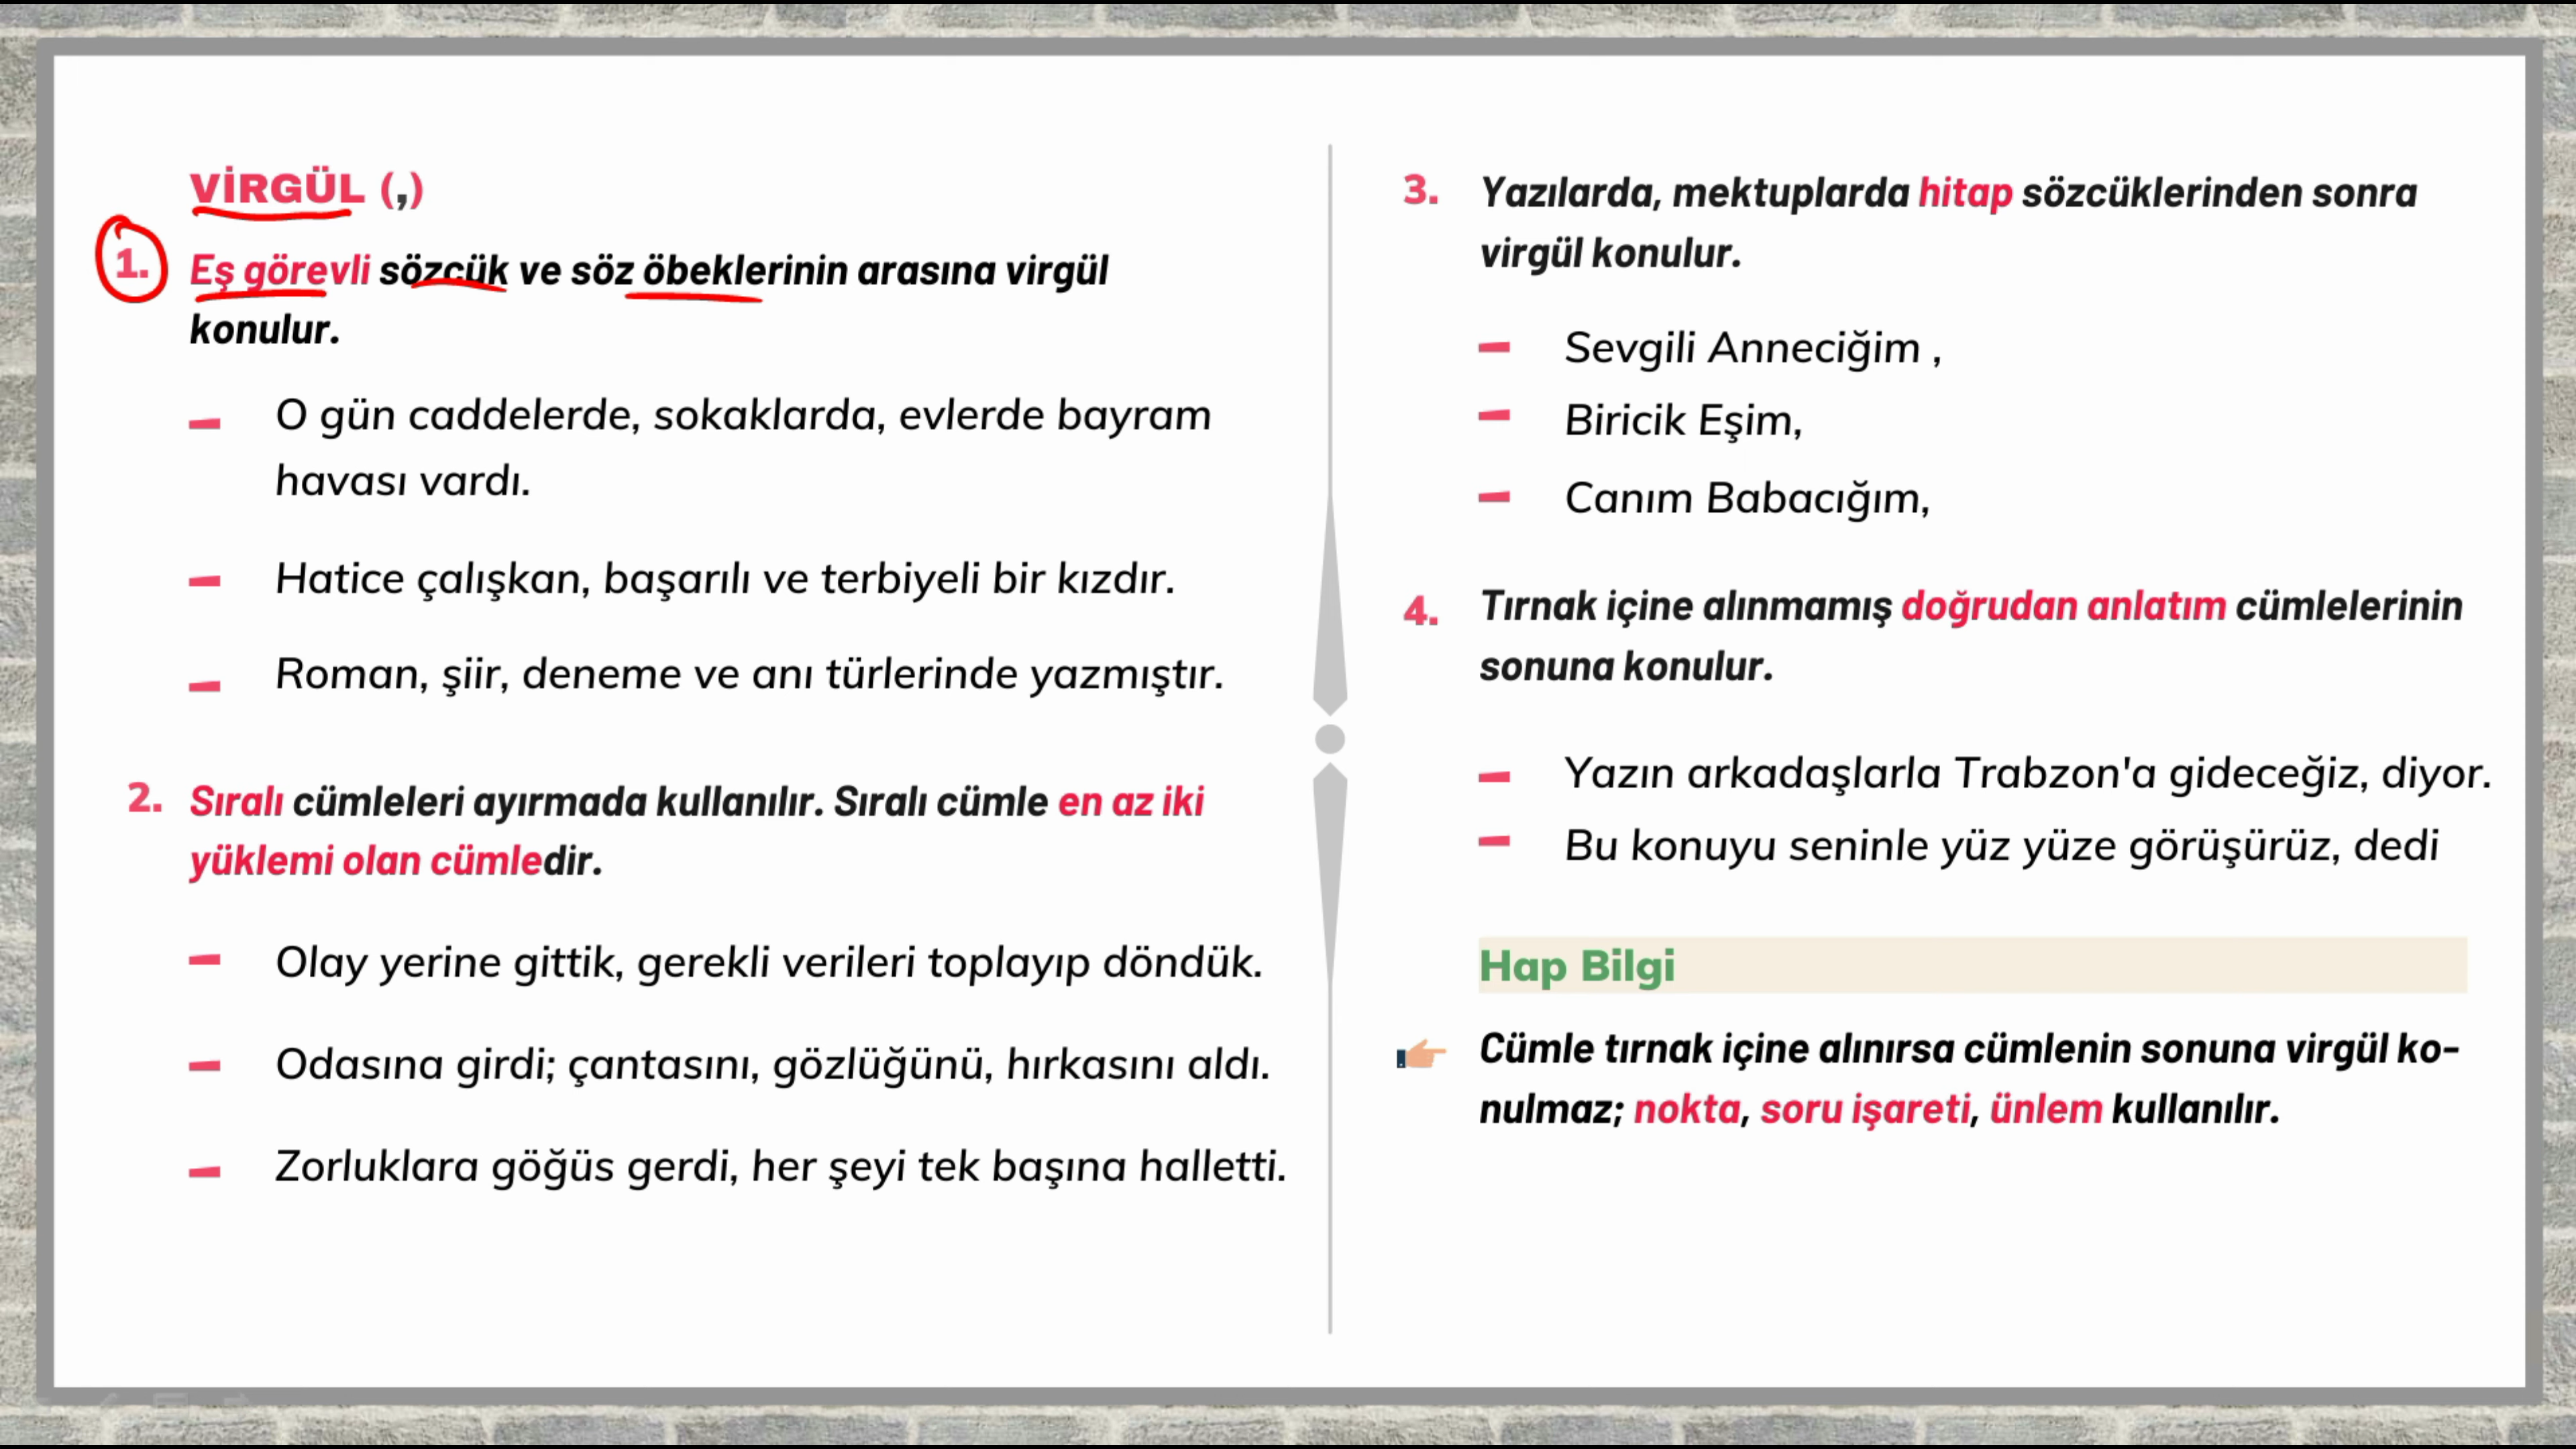 VİRGÜL (,)
1. Eş görevli sözcük ve söz öbeklerinin arasına virgül
konulur.
O gün caddelerde, sokaklarda, evlerde bayram
havası vardı.
Hatice çalışkan, başarılı ve terbiyeli bir kızdır.
Roman, şiir, deneme ve anı türlerinde yazmıştır.
2. Sıralı cümleleri ayırmada kullanılır. Sıralı cümle en az iki
yüklemi olan cümledir.
Olay yerine gittik, gerekli verileri toplayıp döndük.
Odasına girdi; çantasını, gözlüğünü, hırkasını aldı.
Zorluklara göğüs gerdi, her şeyi tek başına halletti.
3. Yazılarda, mektuplarda hitap sözcüklerinden sonra
virgül konulur.
Sevgili Anneciğim ,
Biricik Eşim,
Canım Babacığım,
4. Tırnak içine alınmamış doğrudan anlatım cümlelerinin
sonuna konulur.
Yazın arkadaşlarla Trabzon'a gideceğiz, diyor.
Bu konuyu seninle yüz yüze görüşürüz, dedi
Hap Bilgi
Cümle tırnak içine alınırsa cümlenin sonuna virgül ko-
nulmaz; nokta, soru işareti, ünlem kullanılır.